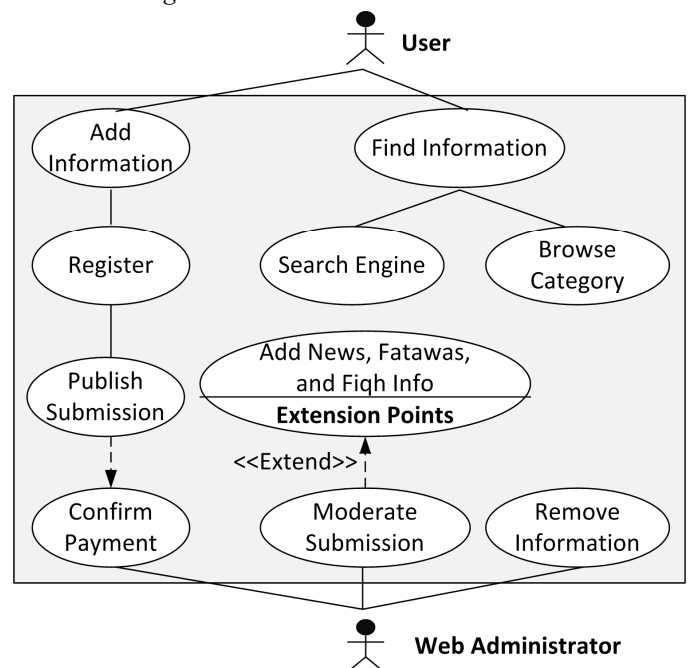 User
Add
Information
Find Information
Register
Search Engine
Browse
Category
Publish
Submission
Add News, Fatawas,
and Fiqh Info
Extension Points
<<Extend>>
Confirm
Payment
Moderate
Submission
Remove
Information
Web Administrator